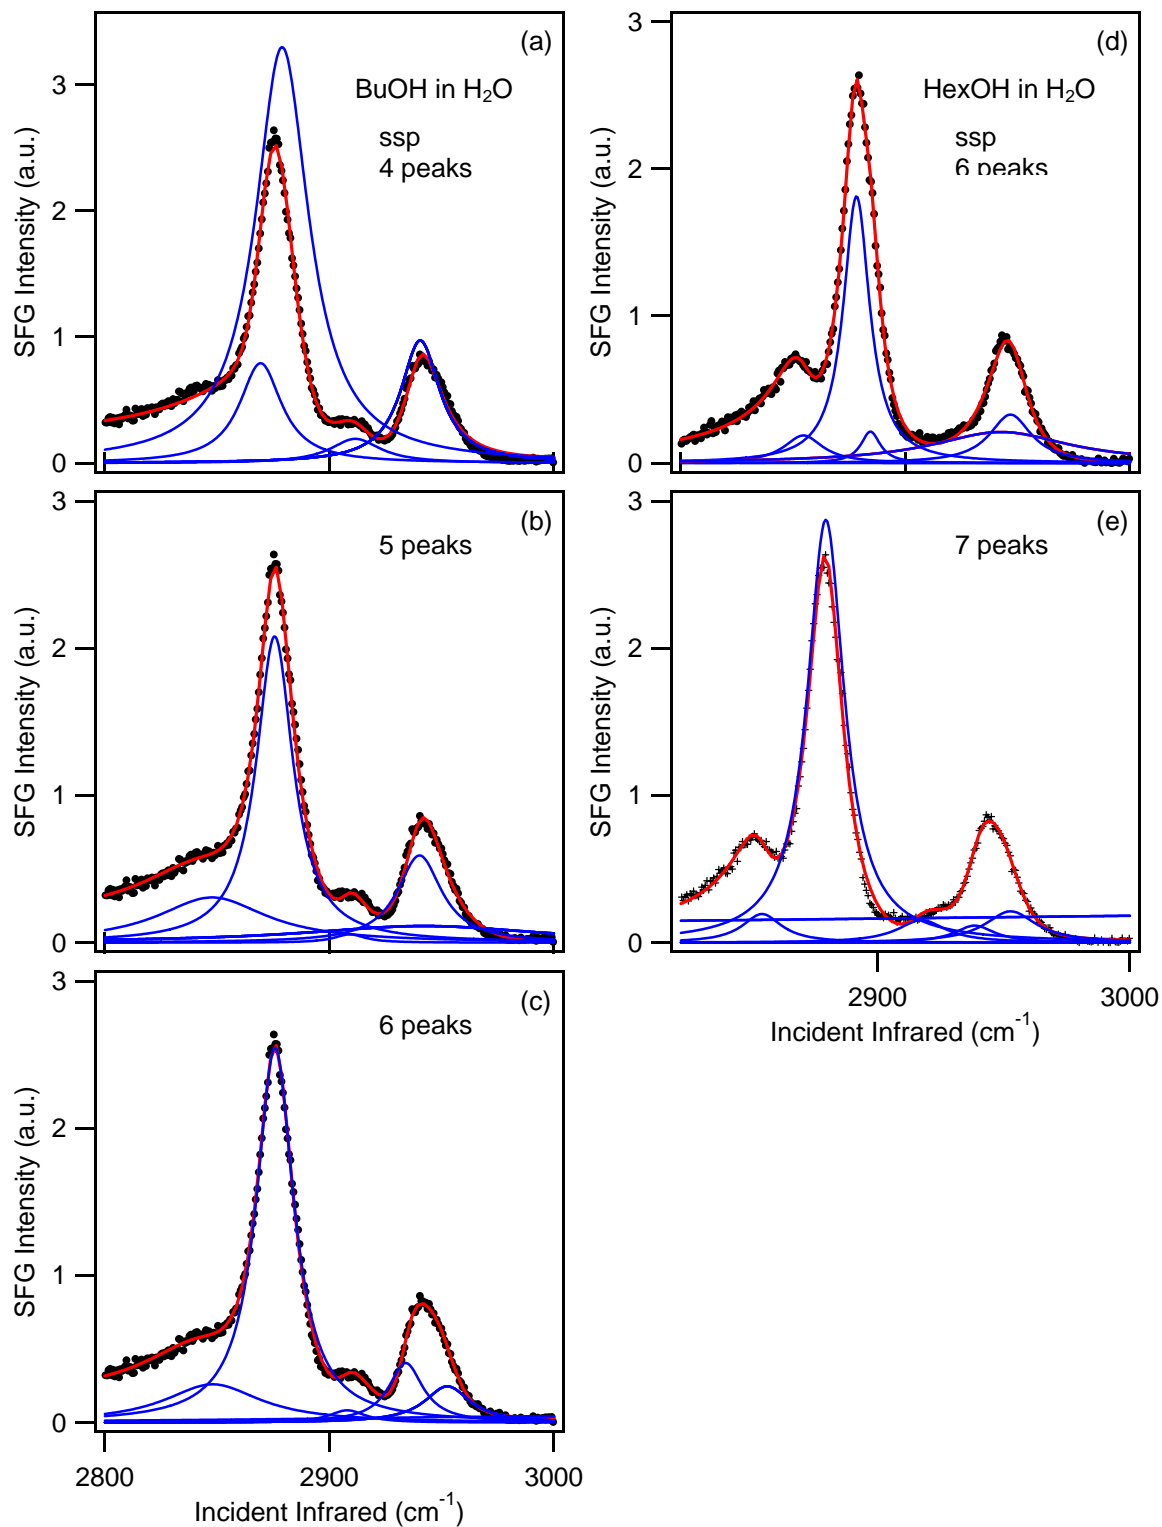 (a)
BuOH in H2O
ssp
4 peaks
SFG Intensity (a.u.)
3
2
1
0
(d)
HexOH in H2O
ssp
6 peaks
SFG Intensity (a.u.)
3
2
1
0
(b)
5 peaks
SFG Intensity (a.u.)
3
2
1
0
(e)
7 peaks
SFG Intensity (a.u.)
3
2
1
0
2900 3000
Incident Infrared (cm-1)
(c)
6 peaks
SFG Intensity (a.u.)
3
2
1
0
2800 2900 3000
Incident Infrared (cm-1)